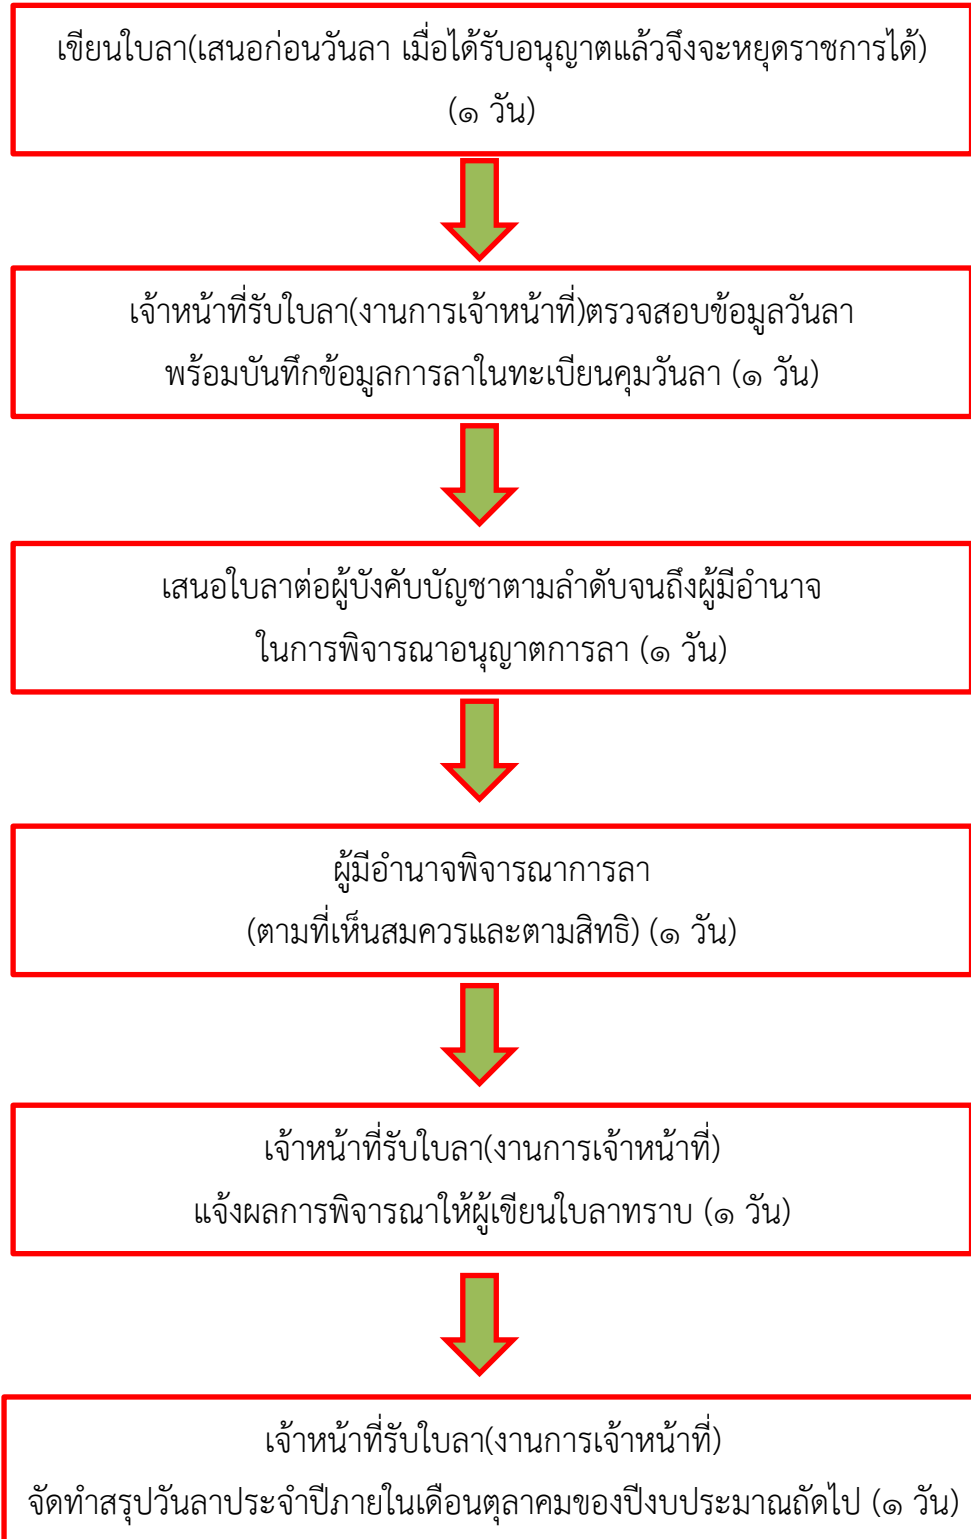 เขียนใบลา(เสนอก่อนวันลา เมื่อได้รับอนุญาตแล้วจึงจะหยุดราชการได้)
(๑ วัน)
เจ้าหน้าที่รับใบลา(งานการเจ้าหน้าที่)ตรวจสอบข้อมูลวันลา
พร้อมบันทึกข้อมูลการลาในทะเบียนคุมวันลา (๑ วัน)
เสนอใบลาต่อผู้บังคับบัญชาตามลำดับจนถึงผู้มีอำนาจ
ในการพิจารณาอนุญาตการลา (๑ วัน)
ผู้มีอำนาจพิจารณาการลา
(ตามที่เห็นสมควรและตามสิทธิ) (๑ วัน)
เจ้าหน้าที่รับใบลา(งานการเจ้าหน้าที่)
แจ้งผลการพิจารณาให้ผู้เขียนใบลาทราบ (๑ วัน)
เจ้าหน้าที่รับใบลา(งานการเจ้าหน้าที่)
จัดทำสรุปวันลาประจำปีภายในเดือนตุลาคมของปีงบประมาณถัดไป (๑ วัน)